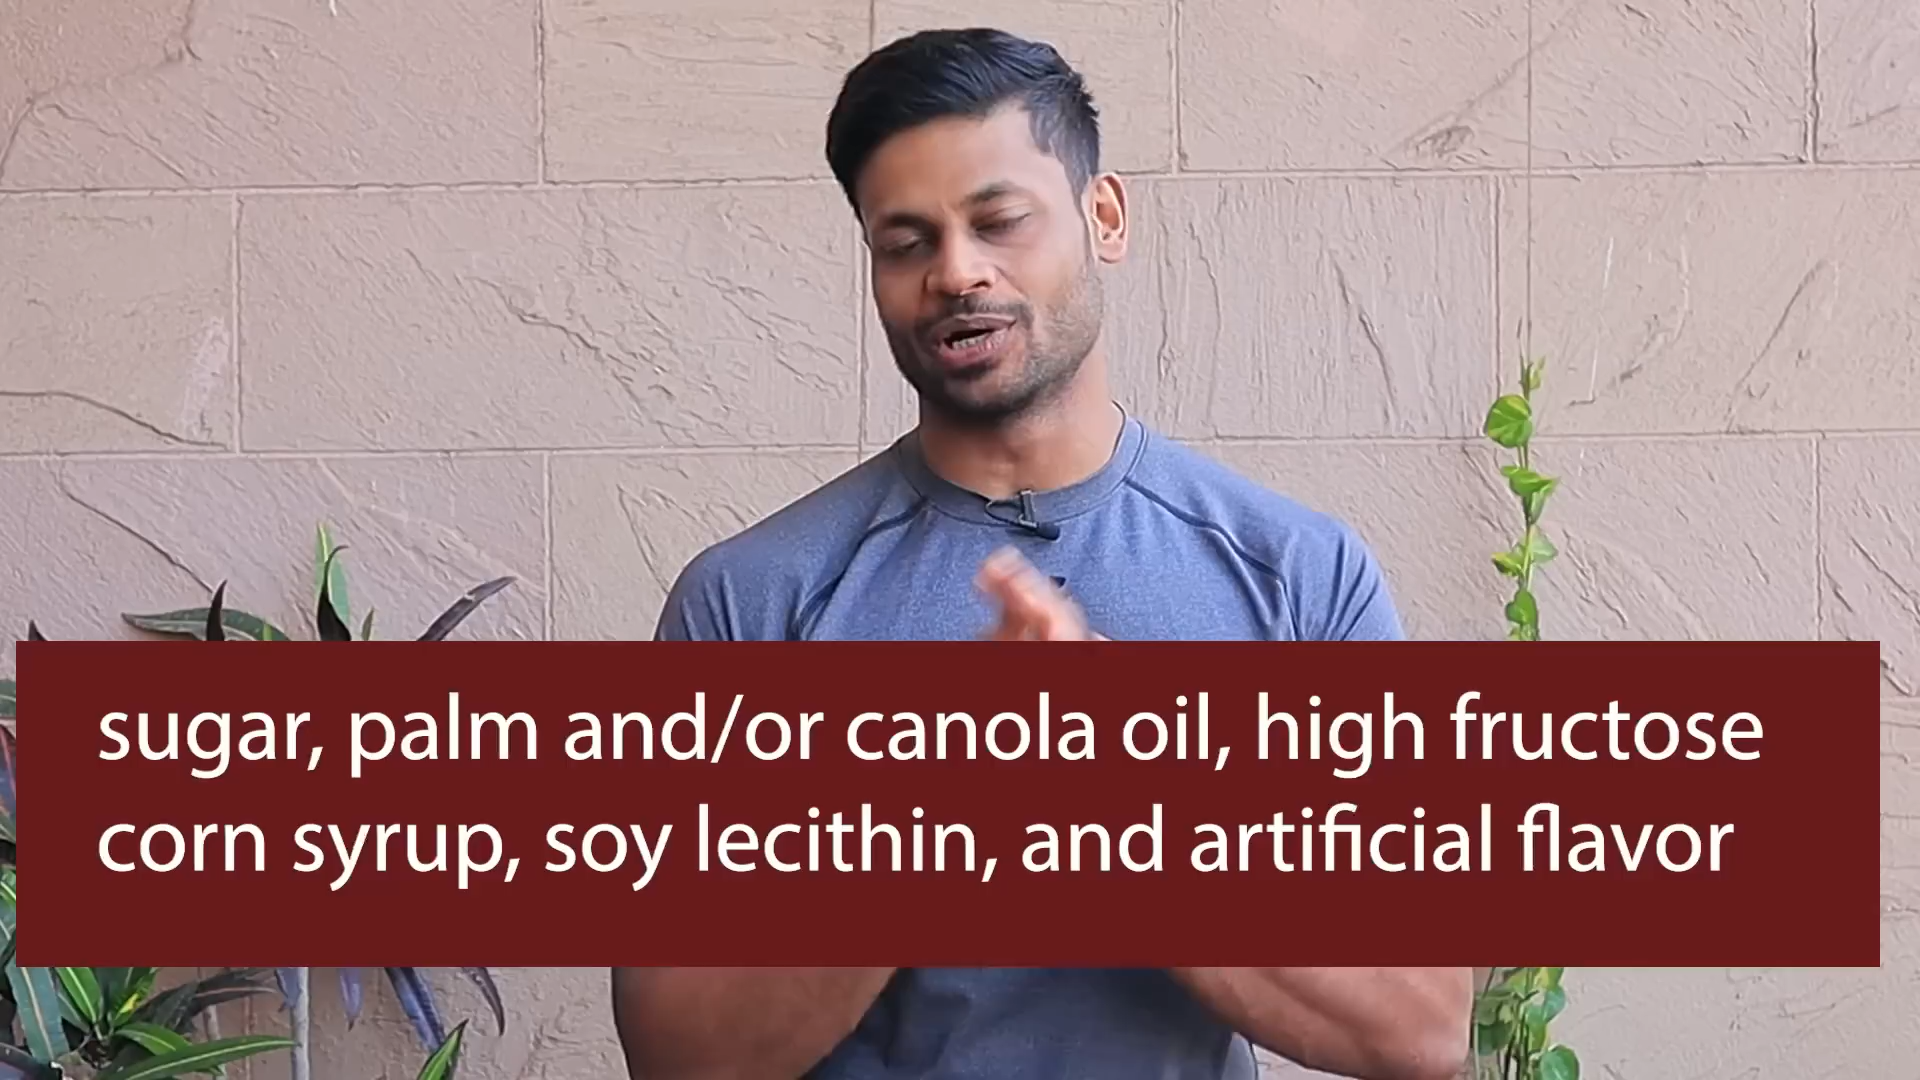 sugar, palm and/or canola oil, high fructose
corn syrup, soy lecithin, and artificial flavor